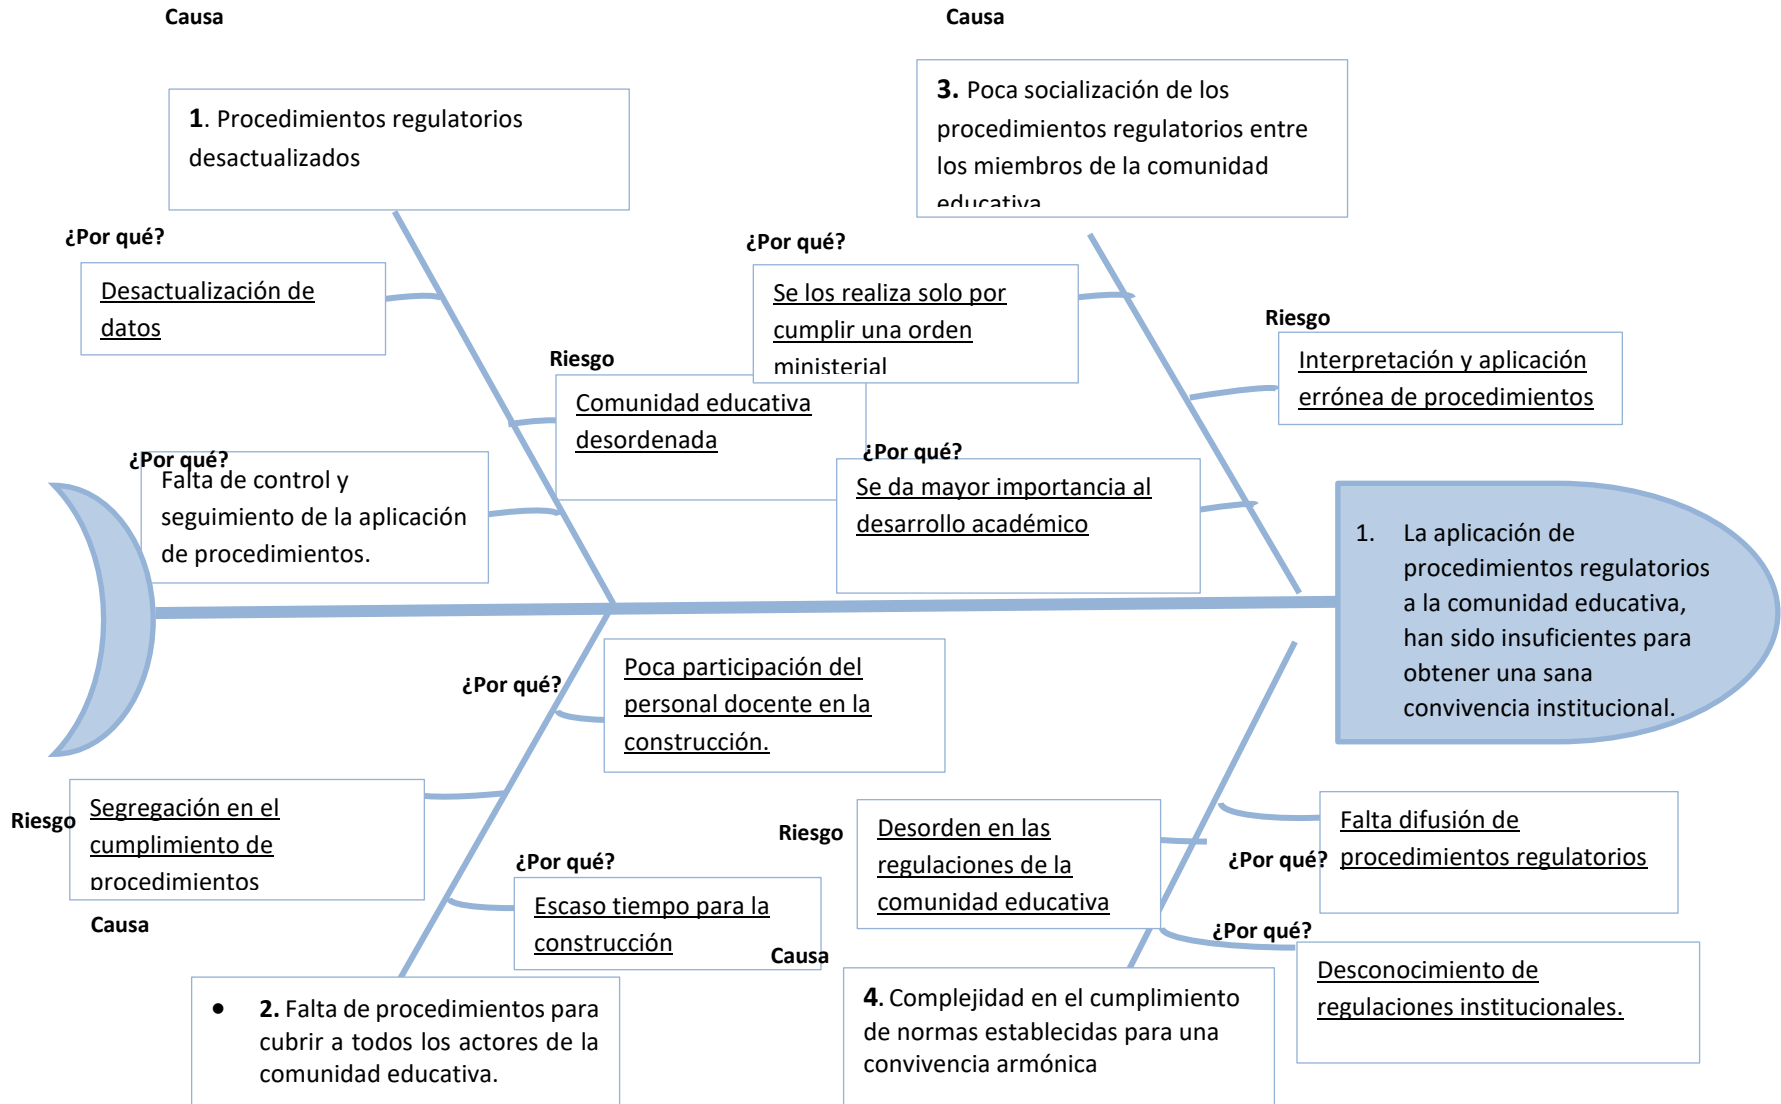 Causa
Causa
1. Procedimientos regulatorios
desactualizados
3. Poca socialización de los
procedimientos regulatorios entre
los miembros de la comunidad
educativa
¿Por qué?
Desactualización de
datos
¿Por qué?
Se los realiza solo por
cumplir una orden
ministerial
Riesgo
Comunidad educativa
desordenada
Riesgo
Interpretación y aplicación
errónea de procedimientos
¿Por qué?
Falta de control y
seguimiento de la aplicación
de procedimientos.
¿Por qué?
Se da mayor importancia al
desarrollo académico
1. La aplicación de
procedimientos regulatorios
a la comunidad educativa,
han sido insuficientes para
obtener una sana
convivencia institucional.
¿Por qué?
Poca participación del
personal docente en la
construcción.
Riesgo
Segregación en el
cumplimiento de
procedimientos
¿Por qué?
Escaso tiempo para la
construcción
Causa
• 2. Falta de procedimientos para
cubrir a todos los actores de la
comunidad educativa.
Riesgo
Desorden en las
regulaciones de la
comunidad educativa
¿Por qué?
Falta difusión de
procedimientos regulatorios
¿Por qué?
Desconocimiento de
regulaciones institucionales.
Causa
4. Complejidad en el cumplimiento
de normas establecidas para una
convivencia armónica